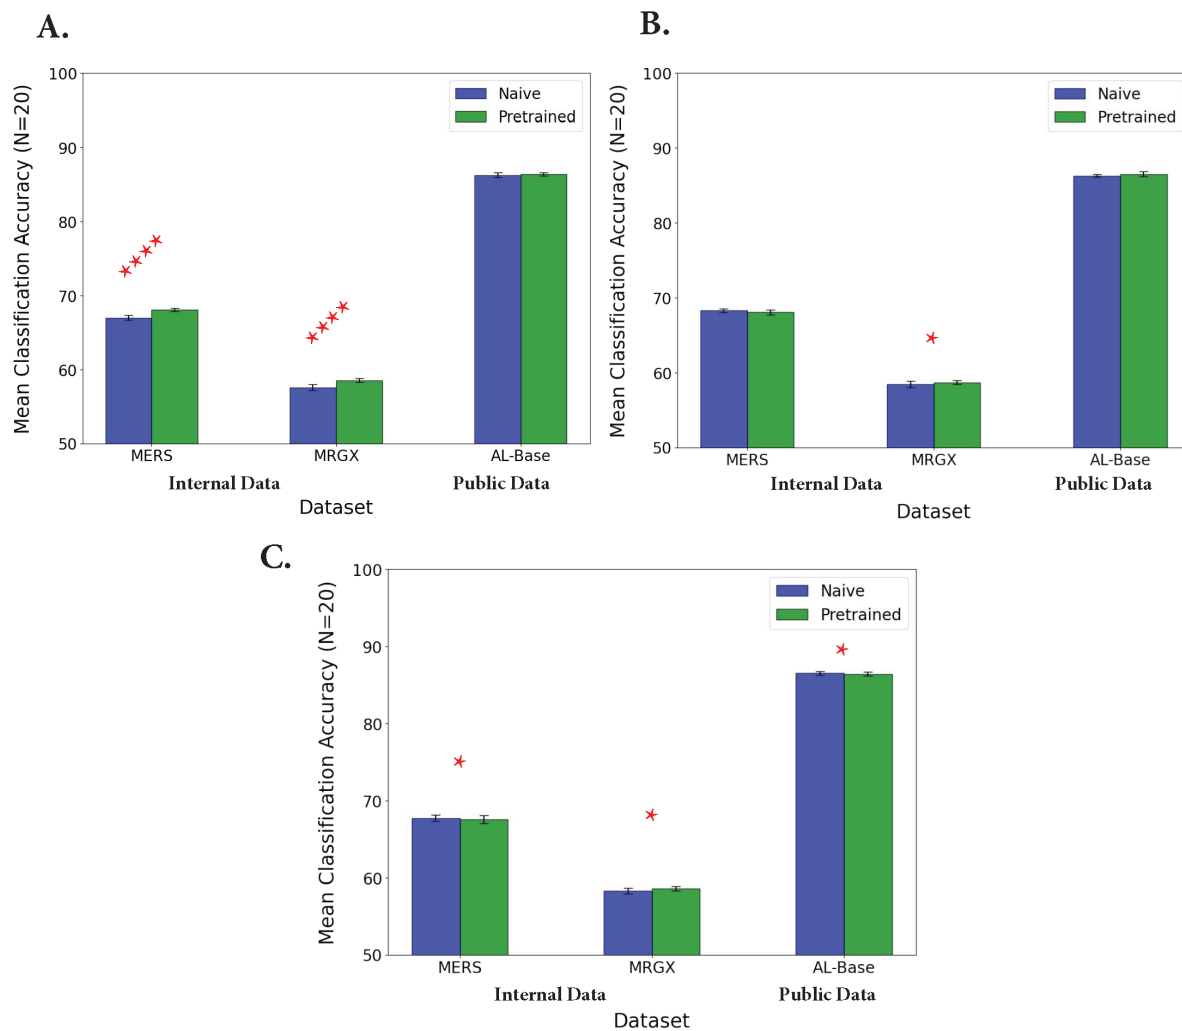 A.
Mean Classification Accuracy (N=20)
100
90
80
70
60
50
Naive
Pretrained
MERS
MRGX
AL-Base
Internal Data
Public Data
Dataset
B.
Mean Classification Accuracy (N=20)
100
90
80
70
60
50
Naive
Pretrained
MERS
MRGX
AL-Base
Internal Data
Public Data
Dataset
C.
Mean Classification Accuracy (N=20)
100
90
80
70
60
50
Naive
Pretrained
MERS
MRGX
AL-Base
Internal Data
Public Data
Dataset